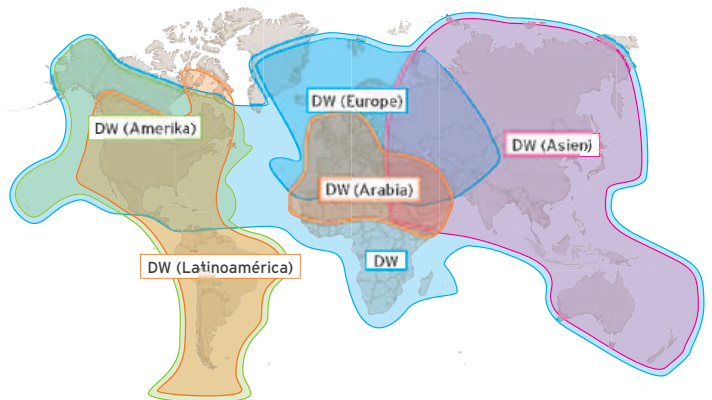 DW (Europe)
DW (Amerika)
DW (Asien)
DW (Arabia)
DW
DW (Latinoamérica)